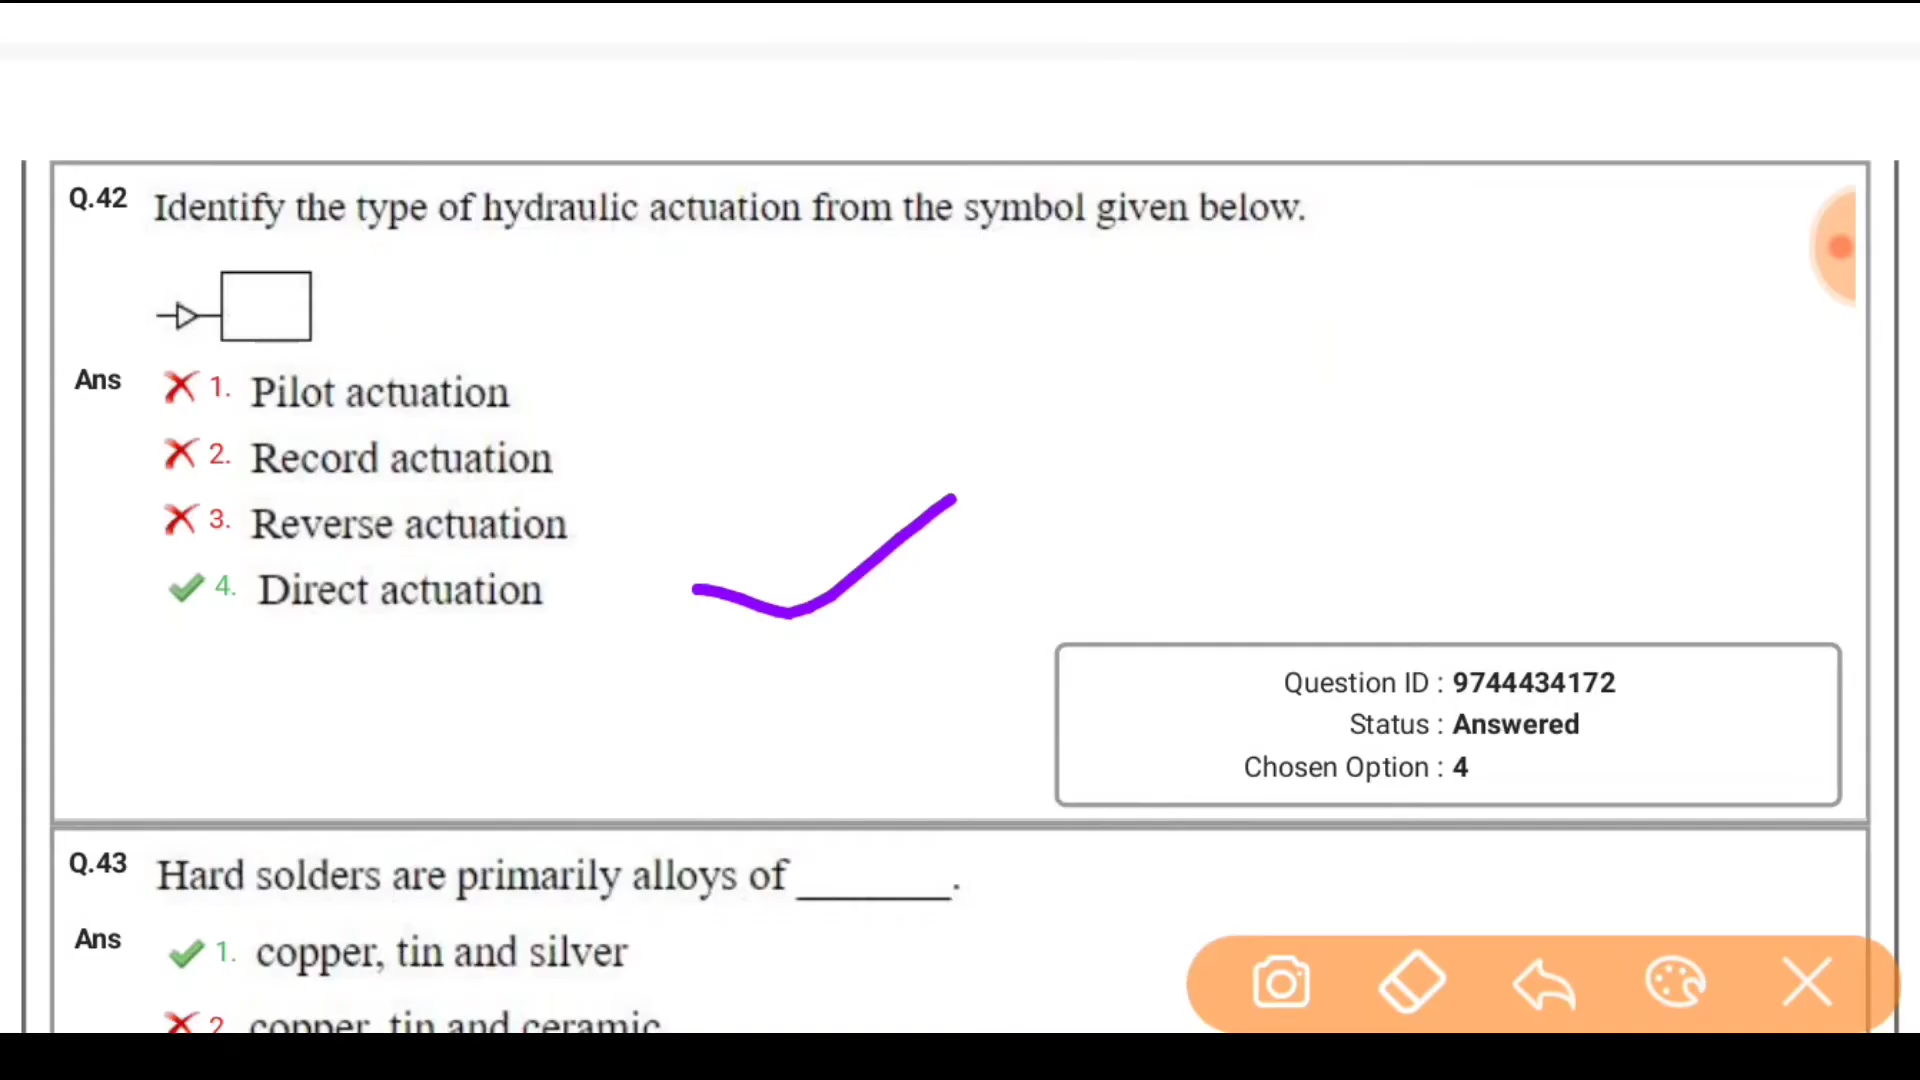 Q.42 Identify the type of hydraulic actuation from the symbol given below.
Ans 1. Pilot actuation
2. Record actuation
3. Reverse actuation
4. Direct actuation
Question ID : 9744434172
Status : Answered
Chosen Option : 4
Q.43 Hard solders are primarily alloys of ________.
Ans 1. copper, tin and silver
2. copper, tin and ceramic